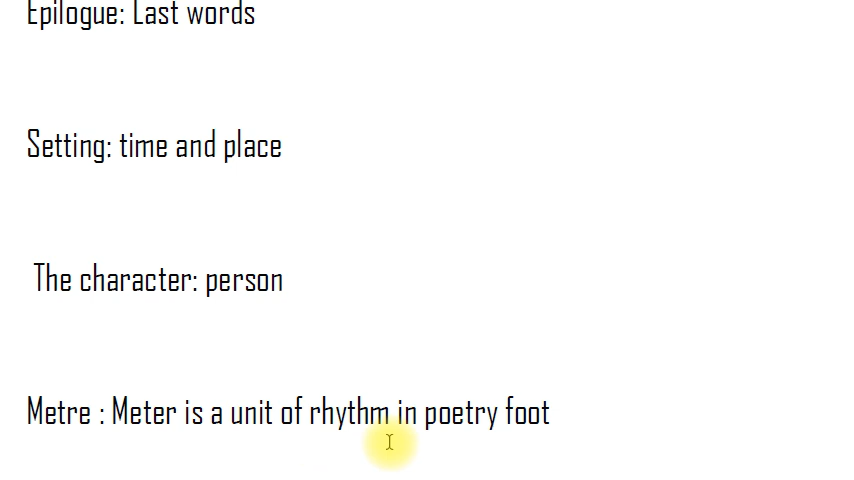 Epilogue: Last words
Setting: time and place
The character: person
Metre : Meter is a unit of rhythm in poetry foot